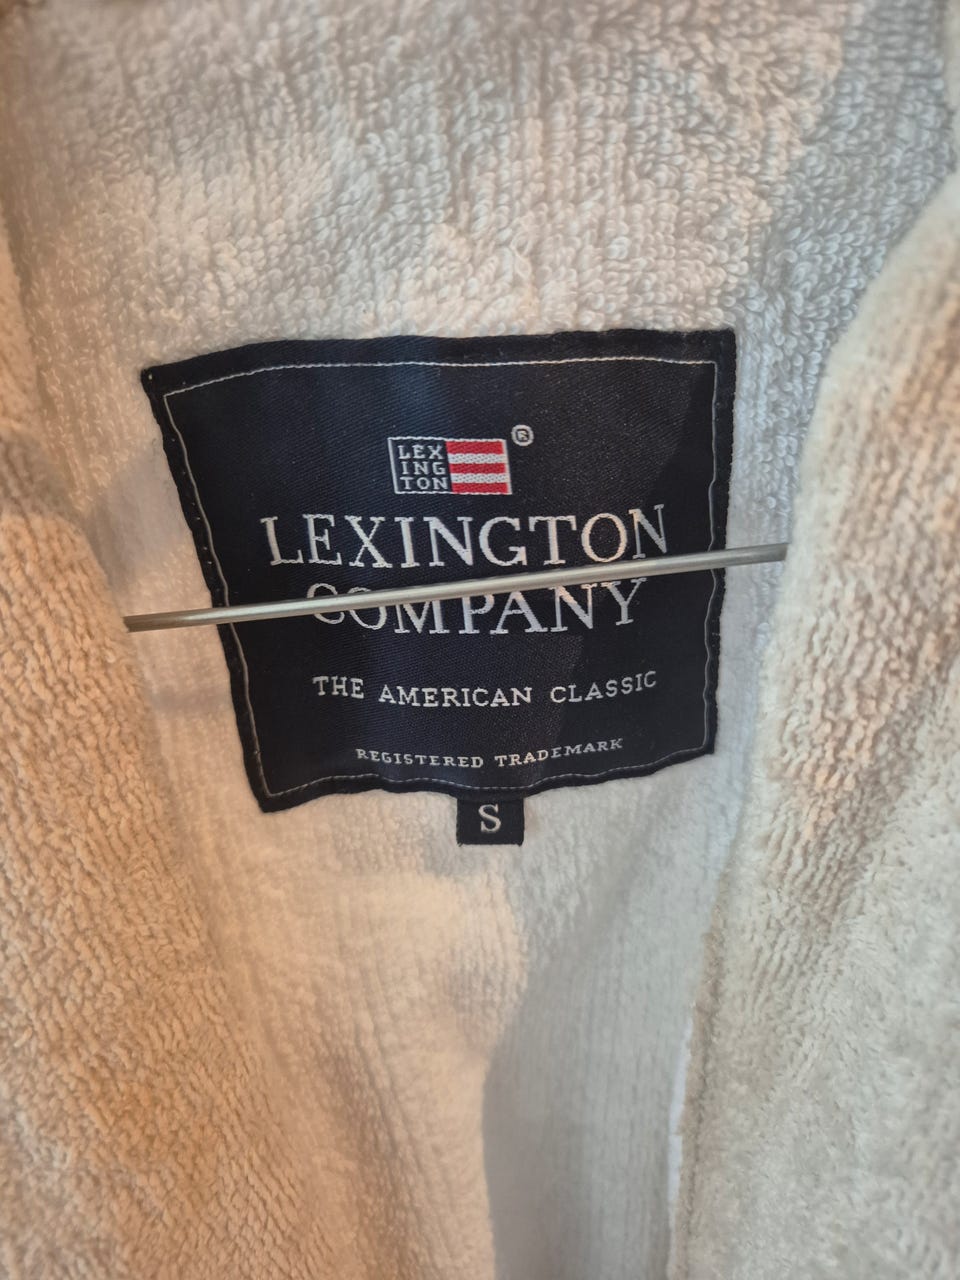 ®
LEX
ING
TON
LEXINGTON
COMPANY
THE AMERICAN CLASSIC
REGISTERED TRADEMARK
S